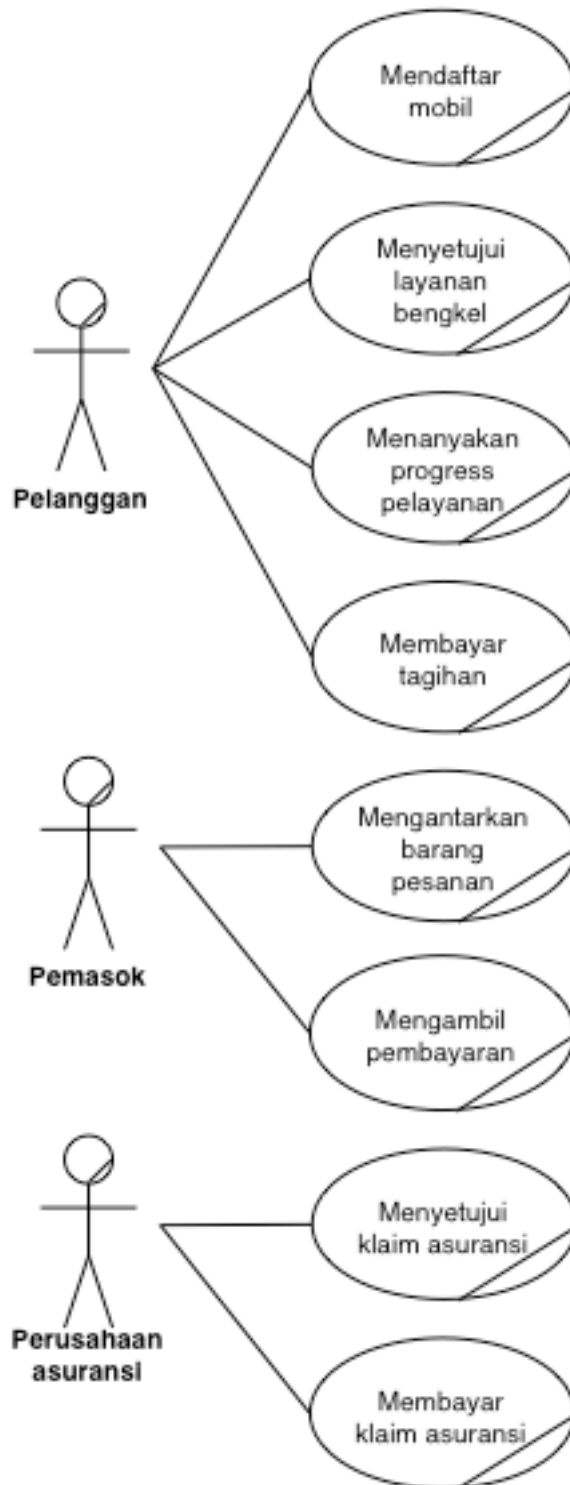 Mendaftar
mobil
Menyetujui
layanan
bengkel
Menanyakan
progress
pelayanan
Pelanggan
Membayar
tagihan
Mengantarkan
barang
pesanan
Pemasok
Mengambil
pembayaran
Menyetujui
klaim asuransi
Perusahaan
asuransi
Membayar
klaim asuransi